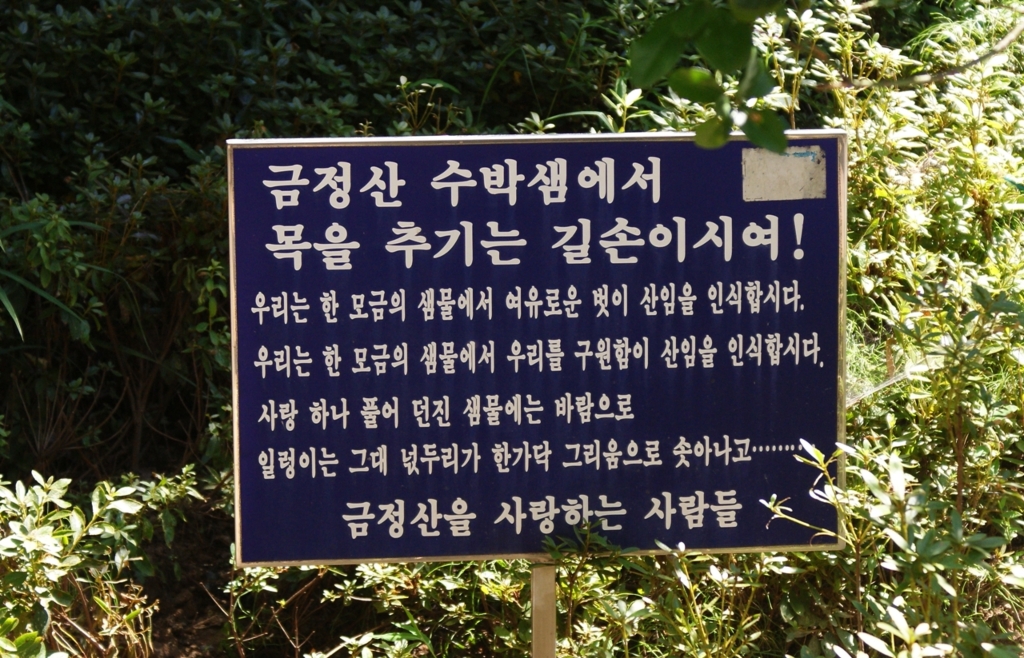 금정산 수박샘에서
목을 추기는 길손이시여!
우리는 한 모금의 샘물에서 여유로운 벗이 산임을 인식합시다.
우리는 한 모금의 샘물에서 우리를 구원함이 산임을 인식합시다.
사랑 하나 풀어 던진 샘물에는 바람으로
일렁이는 그대 넋두리가 한가닥 그리움으로 솟아나고········
금정산을 사랑하는 사람들